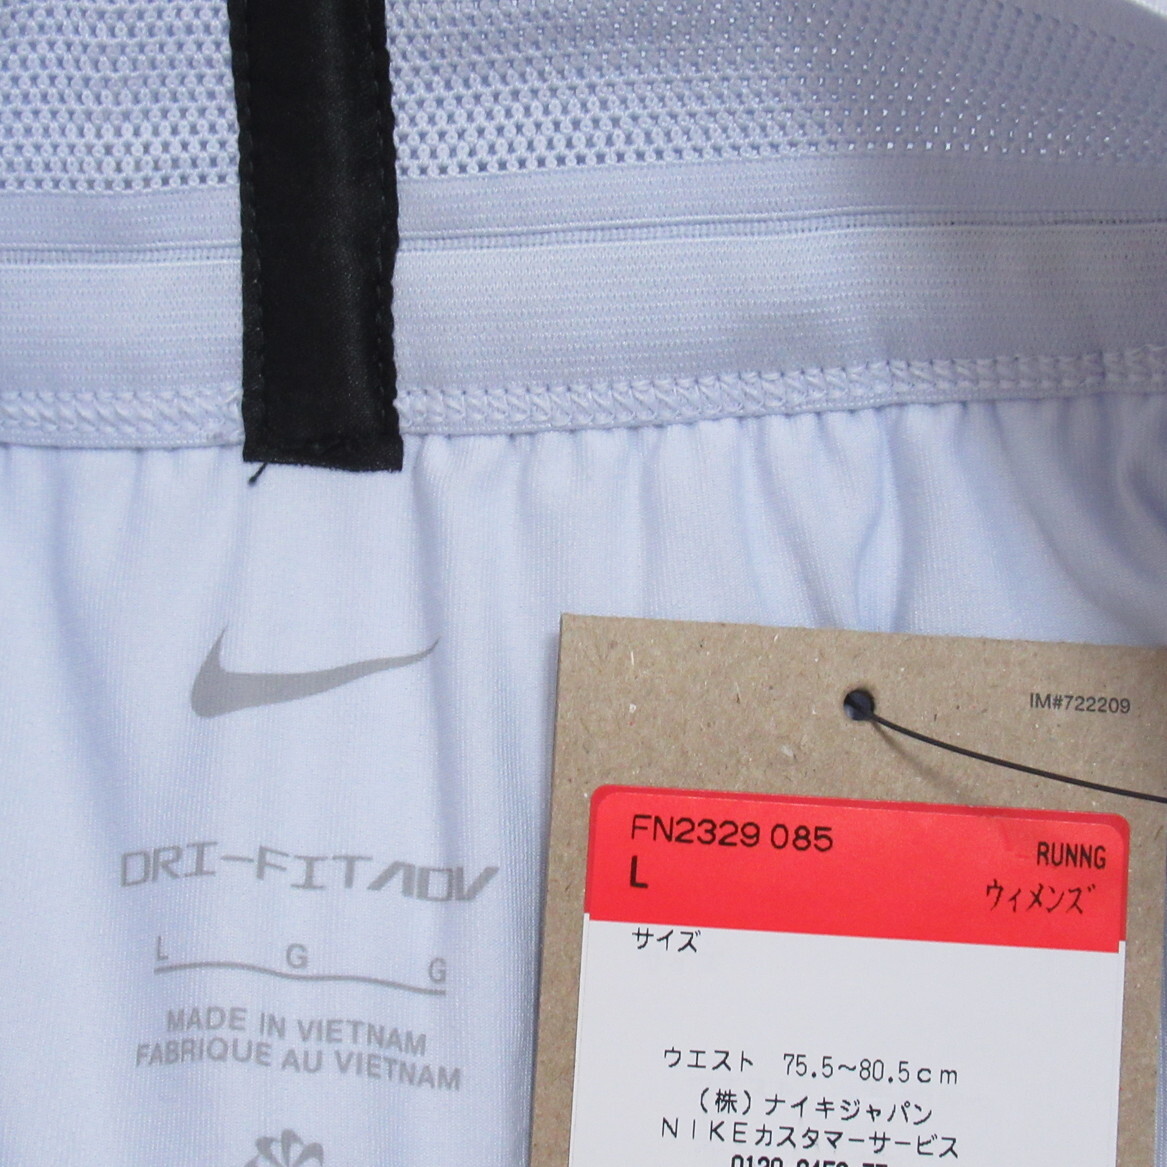 DRI-FIT ADV
L G G
MADE IN VIETNAM
FABRIQUE AU VIETNAM
IM#722209
FN2329 085
L
RUNNG
ウィメンズ
サイズ
ウエスト 75.5~80.5cm
(株)ナイキジャパン
NIKEカスタマーサービス